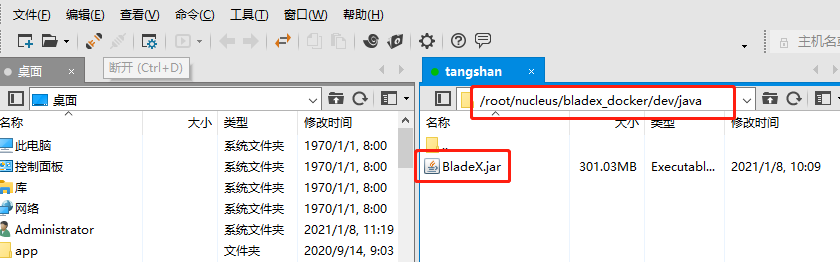 文件(F) 编辑(E) 查看(V) 命令(C) 工具(T) 窗口(W) 帮助(H)
主机名
断开 (Ctrl+D)
桌面 × tangshan ×
桌面 /root/nucleus/bladex_docker/dev/java
名称 大小 类型 修改时间 名称 大小 类型 修改时间
此电脑 系统文件夹 1970/1/1, 8:00 ..
控制面板 系统文件夹 1970/1/1, 8:00 BladeX.jar 301.03MB Executabl... 2021/1/8, 10:09
库 系统文件夹 1970/1/1, 8:00
网络 系统文件夹 1970/1/1, 8:00
Administrator 系统文件夹 2021/1/8, 11:19
app 文件夹 2020/9/14, 9:03